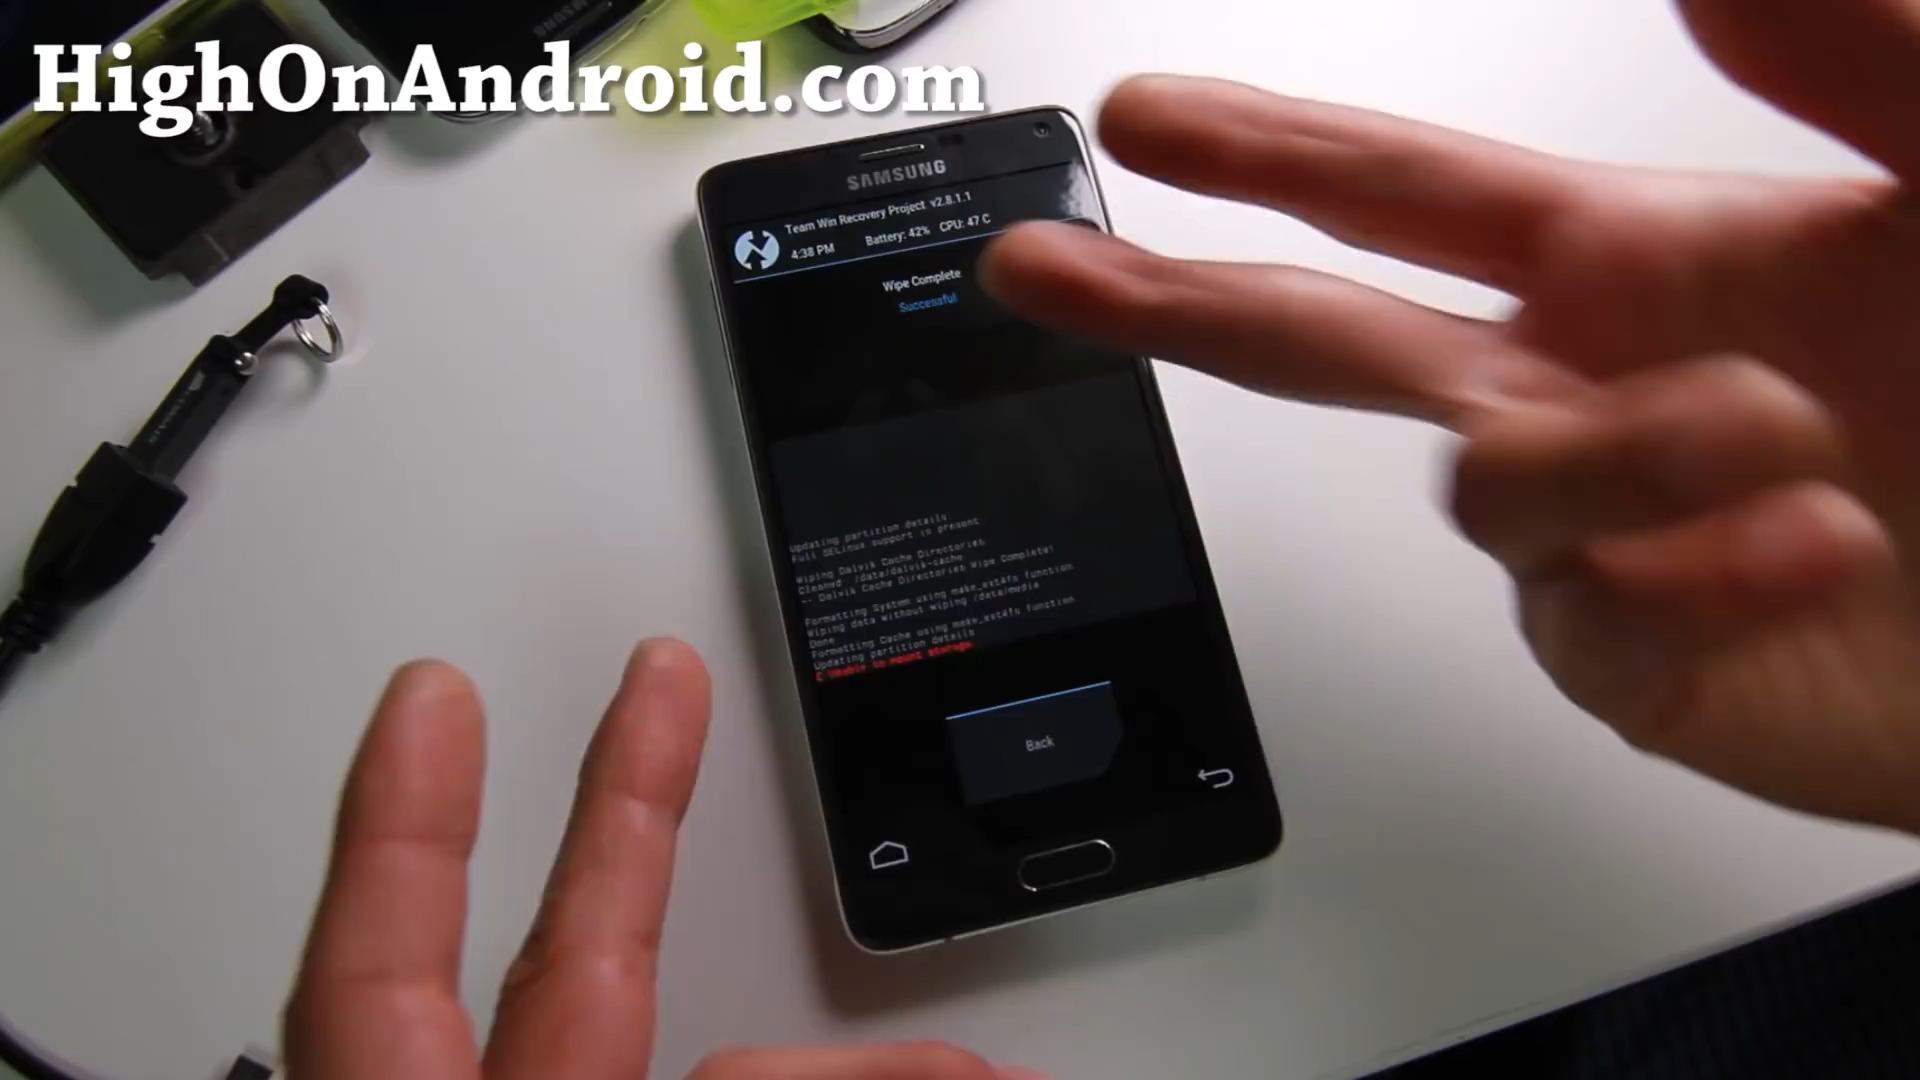 HighOnAndroid.com
SAMSUNG
SAMSUNG
Team Win Recovery Project v2.8.1.1
4:38 PM Battery: 42% CPU: 47 C
Wipe Complete
Successful
Updating partition details
Full SELinux support is present
Wiping Dalvik Cache Directories
Cleaned: /data/dalvik-cache
-- Dalvik Cache Directories Wipe Complete!
Formatting System using make_ext4fs function
Wiping data without wiping /data/media
Done.
Formatting Cache using make_ext4fs function.
Updating partition details
E:Unable to mount storage.
Back